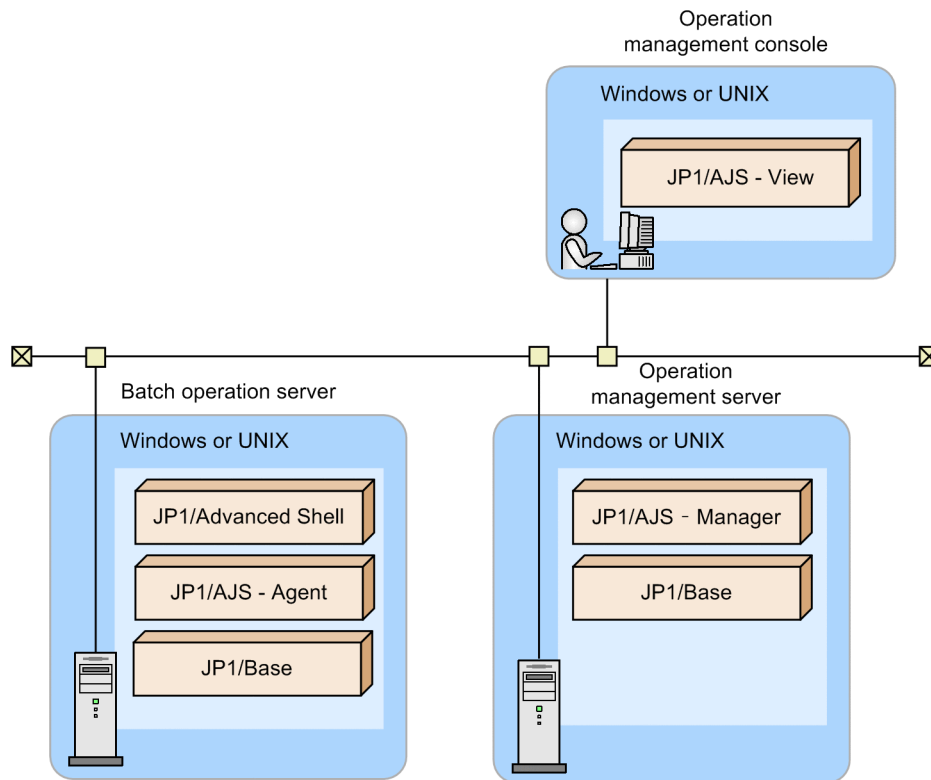 Operation
management console
Windows or UNIX
JP1/AJS - View
Batch operation server
Windows or UNIX
JP1/Advanced Shell
JP1/AJS - Agent
JP1/Base
Operation
management server
Windows or UNIX
JP1/AJS - Manager
JP1/Base